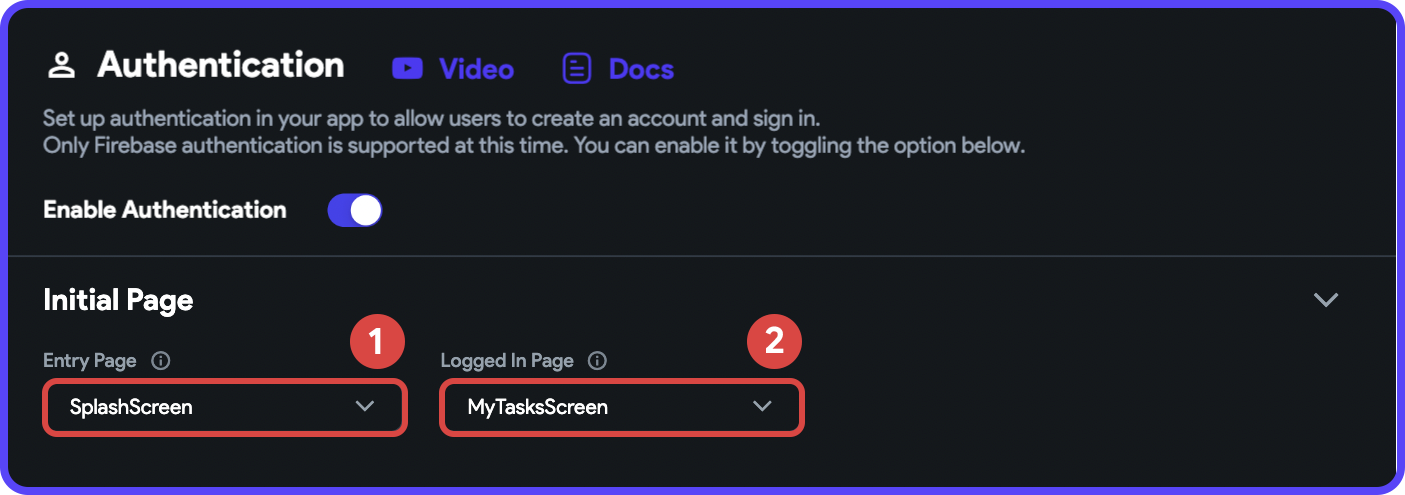 Authentication Video Docs
Set up authentication in your app to allow users to create an account and sign in.
Only Firebase authentication is supported at this time. You can enable it by toggling the option below.
Enable Authentication
Initial Page
1 2
Entry Page Logged In Page
SplashScreen MyTasksScreen